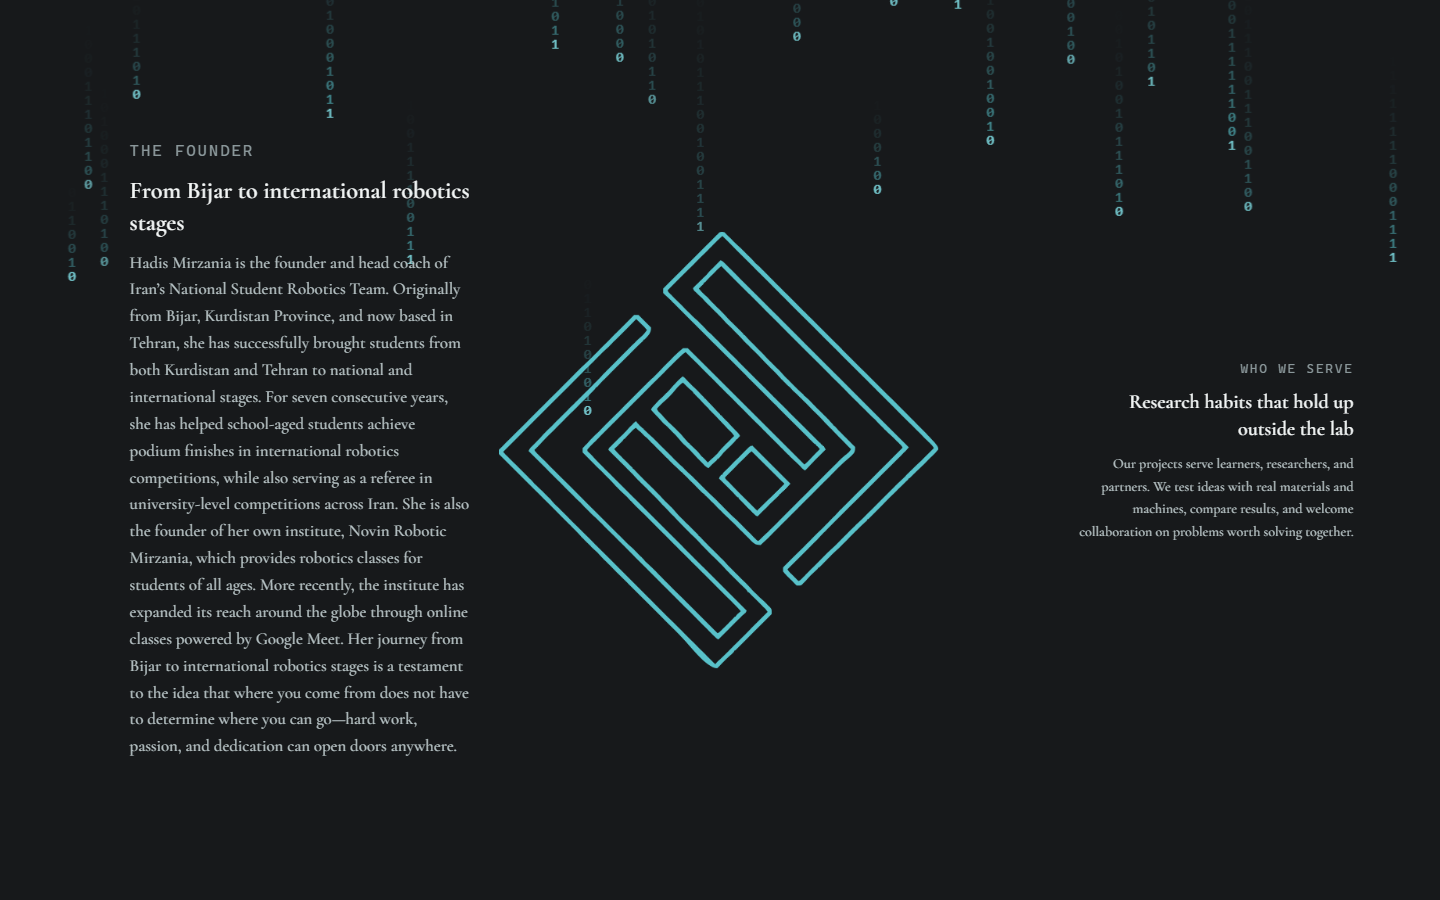 THE FOUNDER
From Bijar to international robotics
stages
Hadis Mirzania is the founder and head coach of
Iran’s National Student Robotics Team. Originally
from Bijar, Kurdistan Province, and now based in
Tehran, she has successfully brought students from
both Kurdistan and Tehran to national and
international stages. For seven consecutive years,
she has helped school-aged students achieve
podium finishes in international robotics
competitions, while also serving as a referee in
university-level competitions across Iran. She is also
the founder of her own institute, Novin Robotic
Mirzania, which provides robotics classes for
students of all ages. More recently, the institute has
expanded its reach around the globe through online
classes powered by Google Meet. Her journey from
Bijar to international robotics stages is a testament
to the idea that where you come from does not have
to determine where you can go—hard work,
passion, and dedication can open doors anywhere.
WHO WE SERVE
Research habits that hold up
outside the lab
Our projects serve learners, researchers, and
partners. We test ideas with real materials and
machines, compare results, and welcome
collaboration on problems worth solving together.